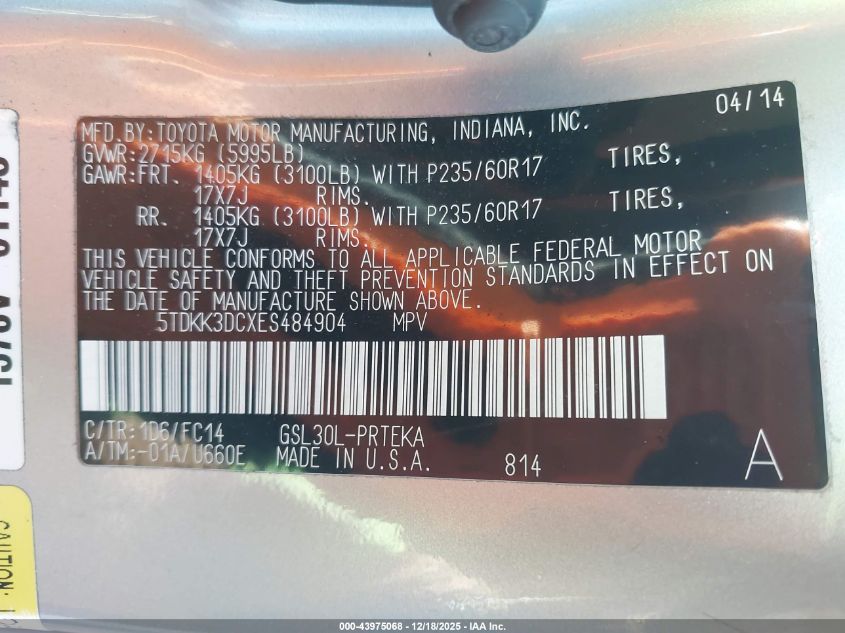 04/14
MFD.BY:TOYOTA MOTOR MANUFACTURING, INDIANA, INC.
GVWR:2715KG (5995LB)
GAWR:FRT. 1405KG (3100LB) WITH P235/60R17 TIRES,
17X7J RIMS.
RR. 1405KG (3100LB) WITH P235/60R17 TIRES,
17X7J RIMS.
THIS VEHICLE CONFORMS TO ALL APPLICABLE FEDERAL MOTOR
VEHICLE SAFETY AND THEFT PREVENTION STANDARDS IN EFFECT ON
THE DATE OF MANUFACTURE SHOWN ABOVE.
5TDKK3DCXES484904 MPV
C/TR:1D6/FC14 GSL30L-PRTEKA
A/TM:-01A/U660E MADE IN U.S.A. 814 A
CAUTION:
000-43975068 - 12/18/2025 - IAA Inc.